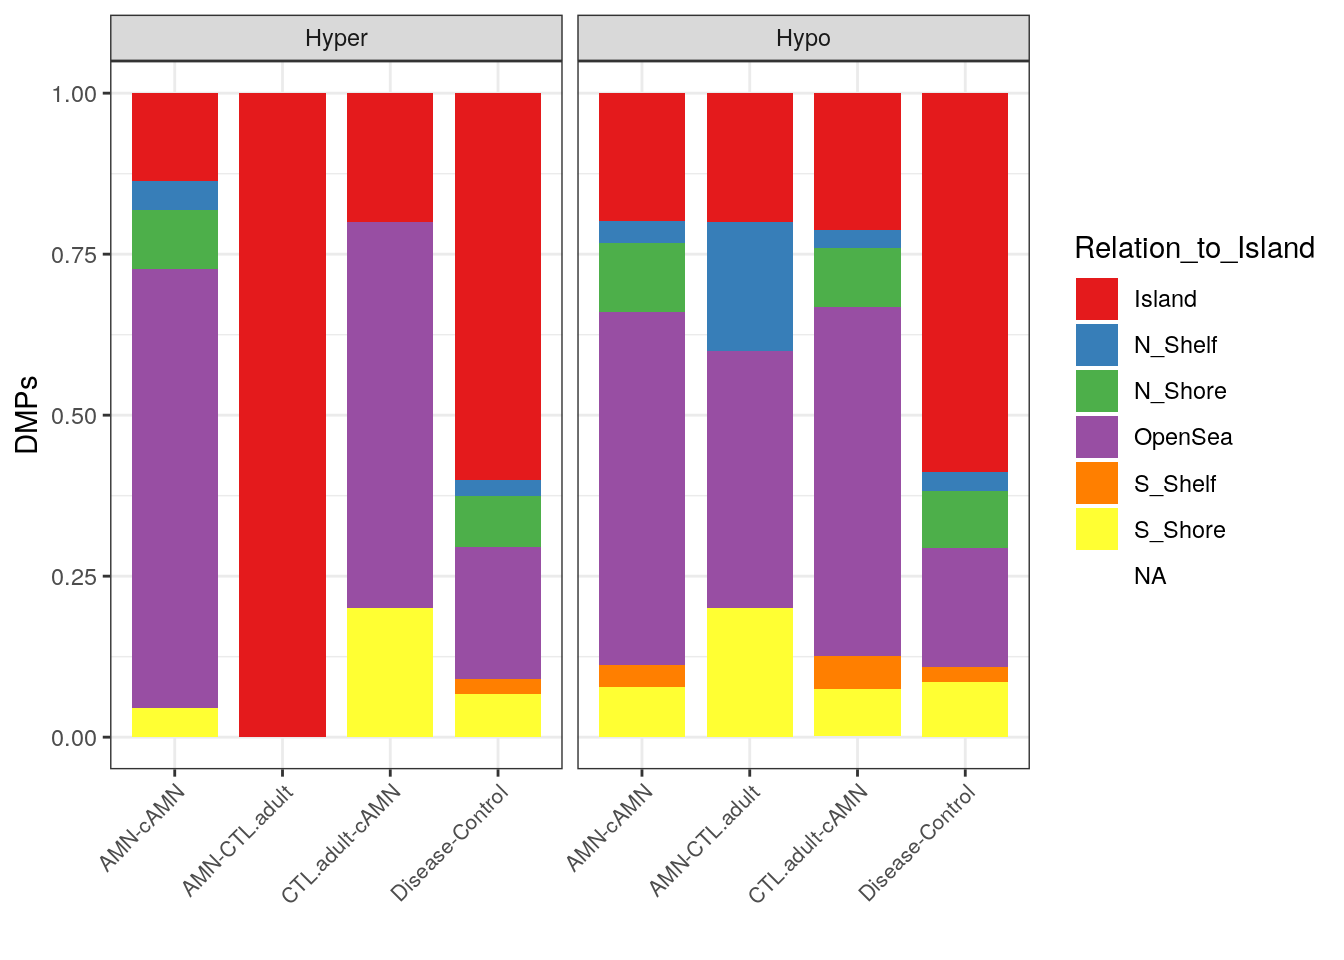 Hyper
Hypo
1.00
0.75
0.50
0.25
0.00
DMPs
AMN-cAMN
AMN-CTL.adult
CTL.adult-cAMN
Disease-Control
AMN-cAMN
AMN-CTL.adult
CTL.adult-cAMN
Disease-Control
Relation_to_Island
Island
N_Shelf
N_Shore
OpenSea
S_Shelf
S_Shore
NA